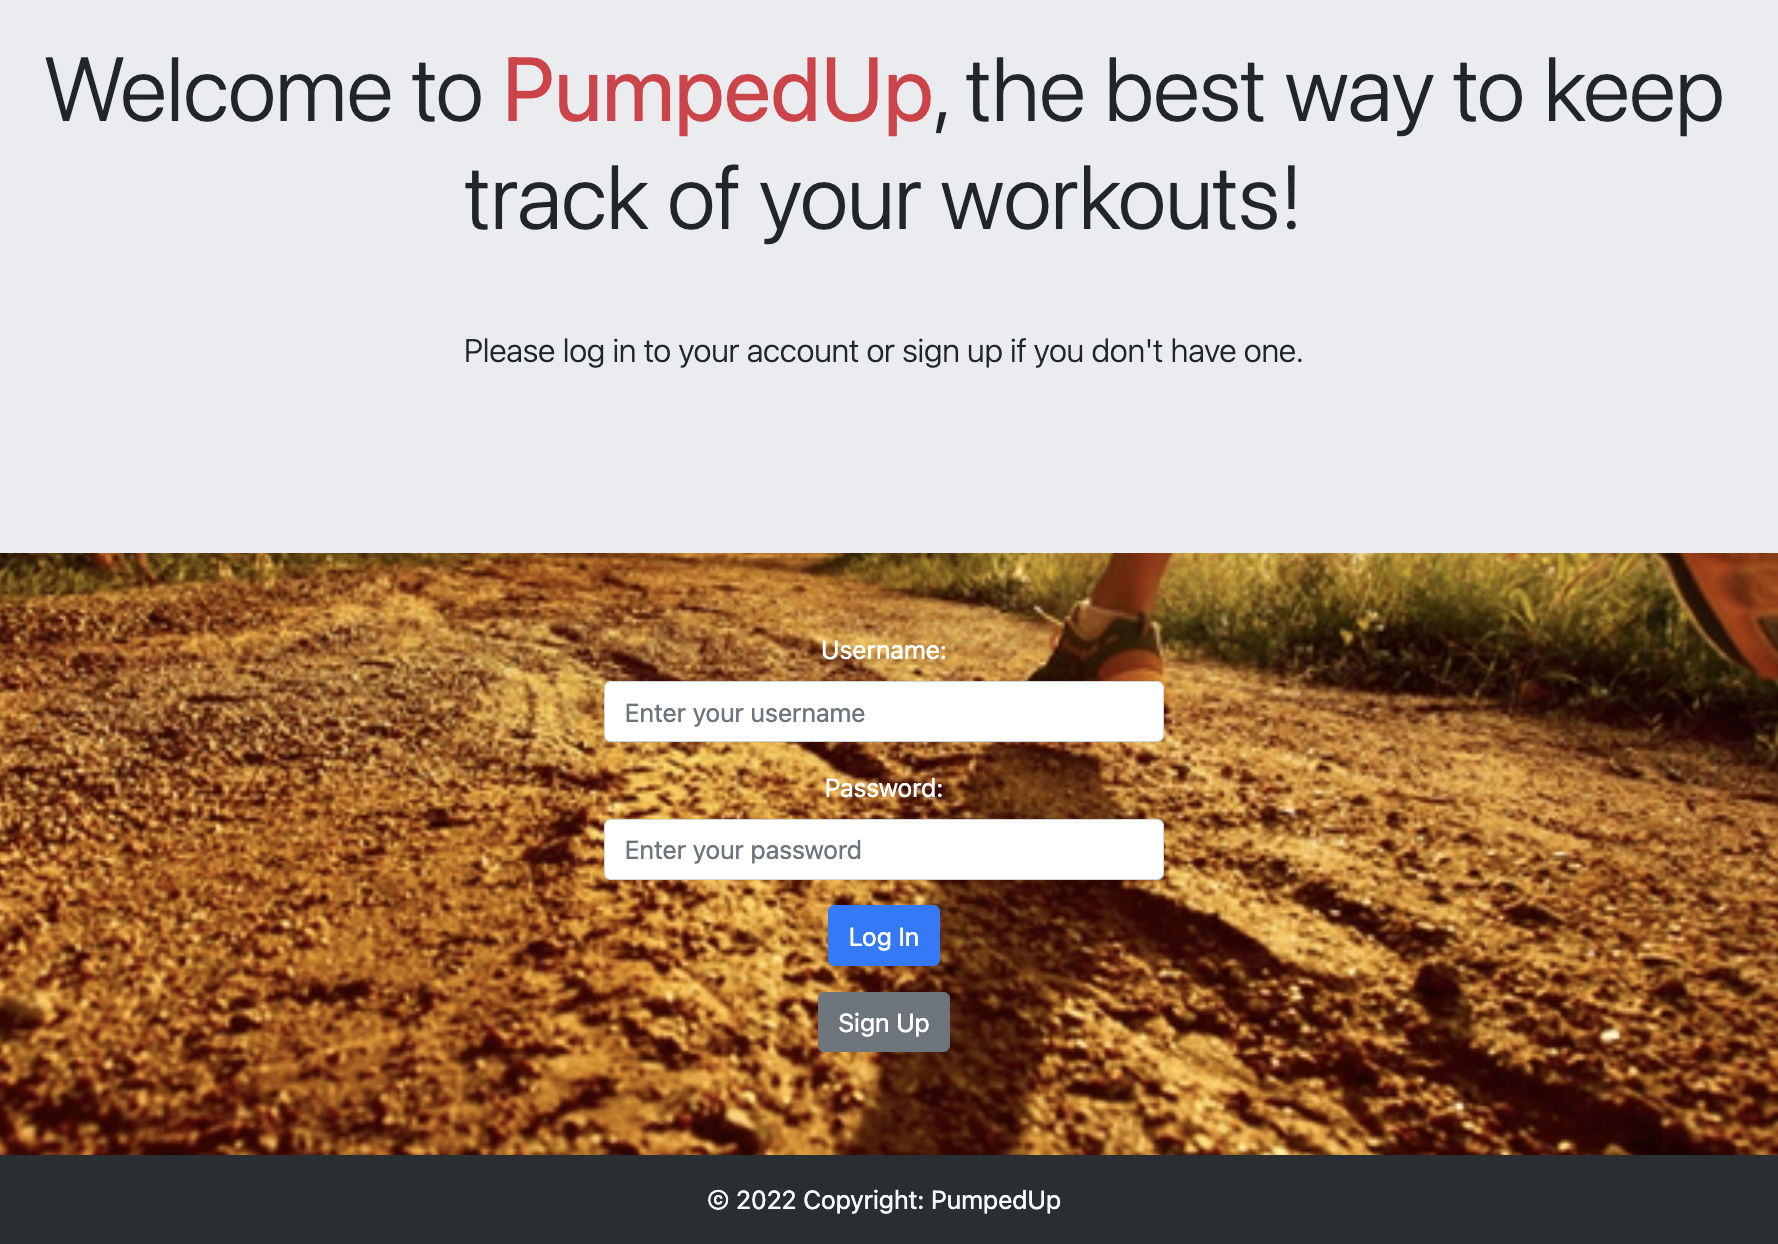 Welcome to PumpedUp, the best way to keep
track of your workouts!
Please log in to your account or sign up if you don't have one.
Username:
Enter your username
Password:
Enter your password
Log In
Sign Up
© 2022 Copyright: PumpedUp